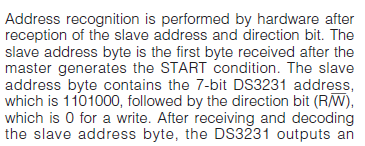 Address recognition is performed by hardware after
reception of the slave address and direction bit. The
slave address byte is the first byte received after the
master generates the START condition. The slave
address byte contains the 7-bit DS3231 address,
which is 1101000, followed by the direction bit (R/W̅),
which is 0 for a write. After receiving and decoding
the slave address byte, the DS3231 outputs an